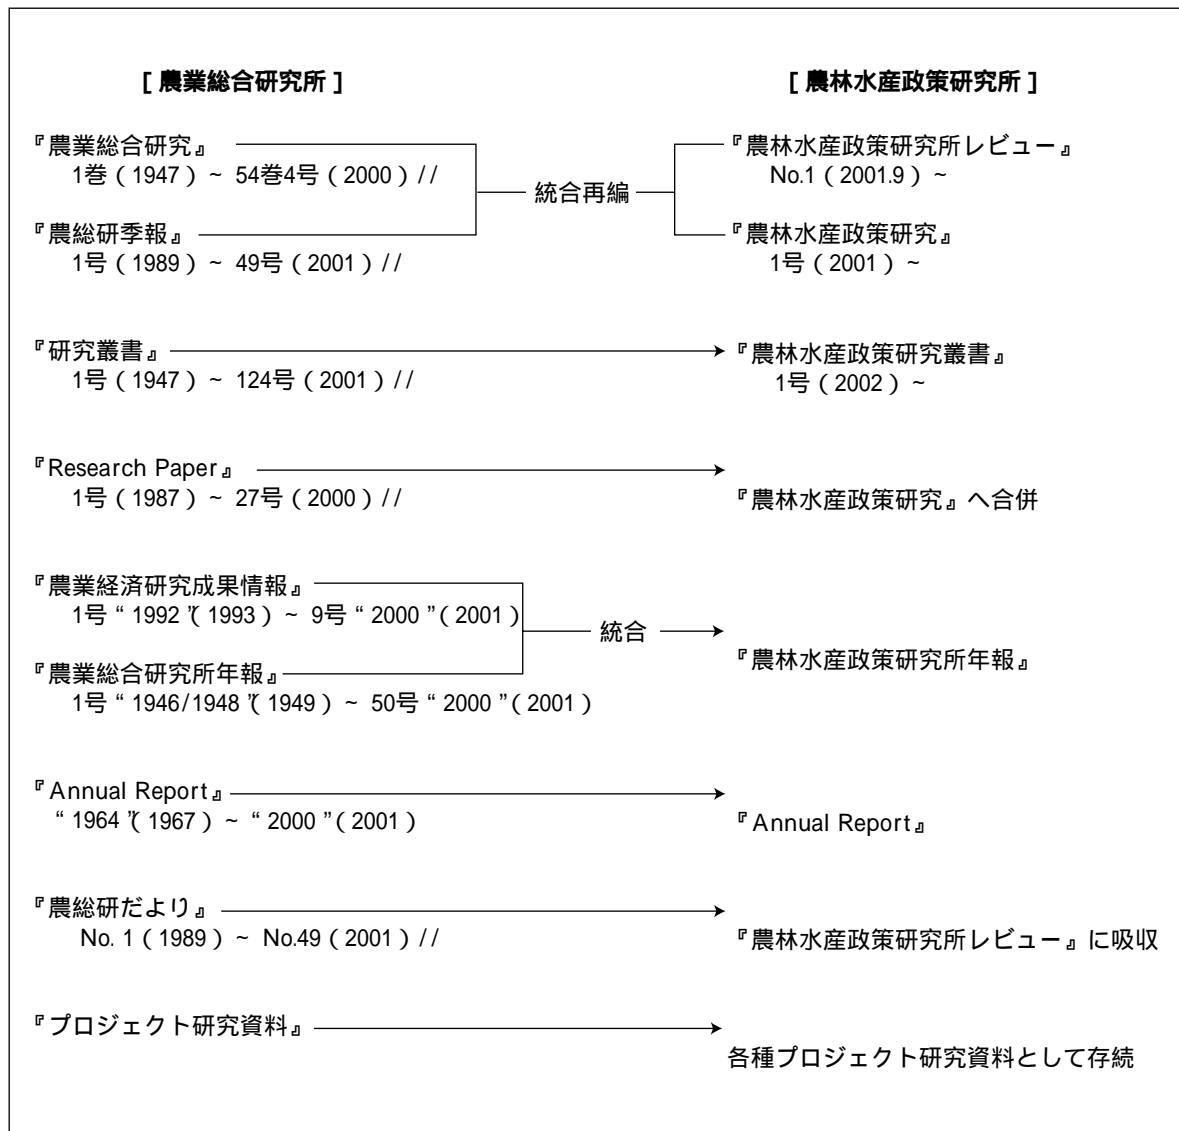 [ 農業総合研究所 ]
[ 農林水産政策研究所 ]
『農業総合研究』
1巻（1947）~ 54巻4号（2000）//
『農総研季報』
1号（1989）~ 49号（2001）//
統合再編
『農林水産政策研究所レビュー』
No.1（2001.9）~
『農林水産政策研究』
1号（2001）~
『研究叢書』
1号（1947）~ 124号（2001）//
『農林水産政策研究叢書』
1号（2002）~
『Research Paper』
1号（1987）~ 27号（2000）//
『農林水産政策研究』へ合併
『農業経済研究成果情報』
1号 “ 1992 ”（1993）~ 9号 “ 2000 ”（2001）
『農業総合研究所年報』
1号 “ 1946/1948 ”（1949）~ 50号 “ 2000 ”（2001）
統合
『農林水産政策研究所年報』
『Annual Report』
“ 1964 ”（1967）~ “ 2000 ”（2001）
『Annual Report』
『農総研だより』
No. 1（1989）~ No.49（2001）//
『農林水産政策研究所レビュー』に吸収
『プロジェクト研究資料』
各種プロジェクト研究資料として存続